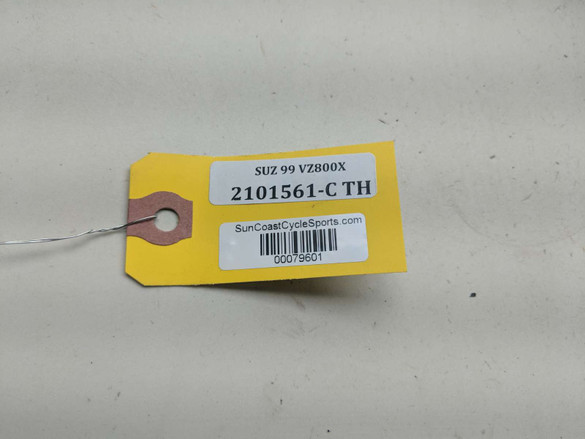 SUZ 99 VZ800X
2101561-C TH
SunCoastCycleSports.com
00079601